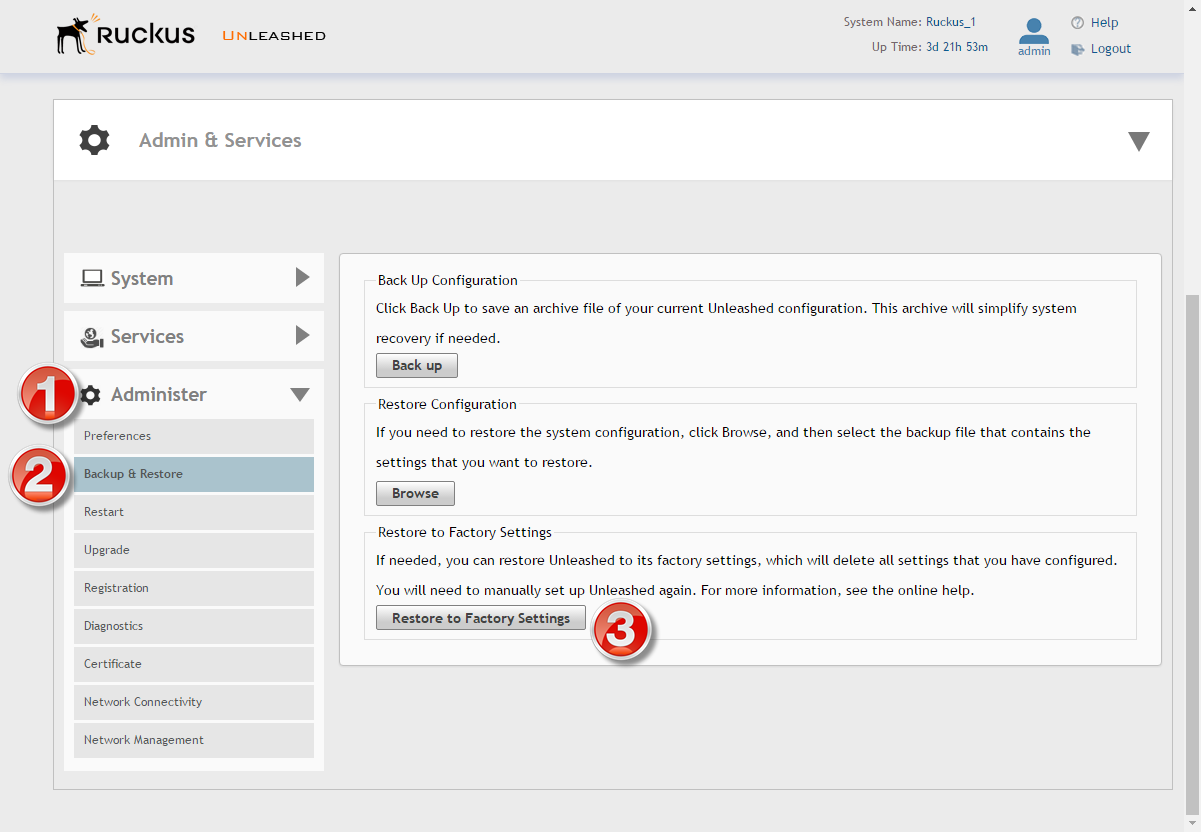 RUCKUS UNLEASHED
System Name: Ruckus_1
Up Time: 3d 21h 53m
admin
Help
Logout
Admin & Services
System
Services
1
Administer
Preferences
2
Backup & Restore
Restart
Upgrade
Registration
Diagnostics
Certificate
Network Connectivity
Network Management
Back Up Configuration
Click Back Up to save an archive file of your current Unleashed configuration. This archive will simplify system
recovery if needed.
Back up
Restore Configuration
If you need to restore the system configuration, click Browse, and then select the backup file that contains the
settings that you want to restore.
Browse
Restore to Factory Settings
If needed, you can restore Unleashed to its factory settings, which will delete all settings that you have configured.
You will need to manually set up Unleashed again. For more information, see the online help.
Restore to Factory Settings
3